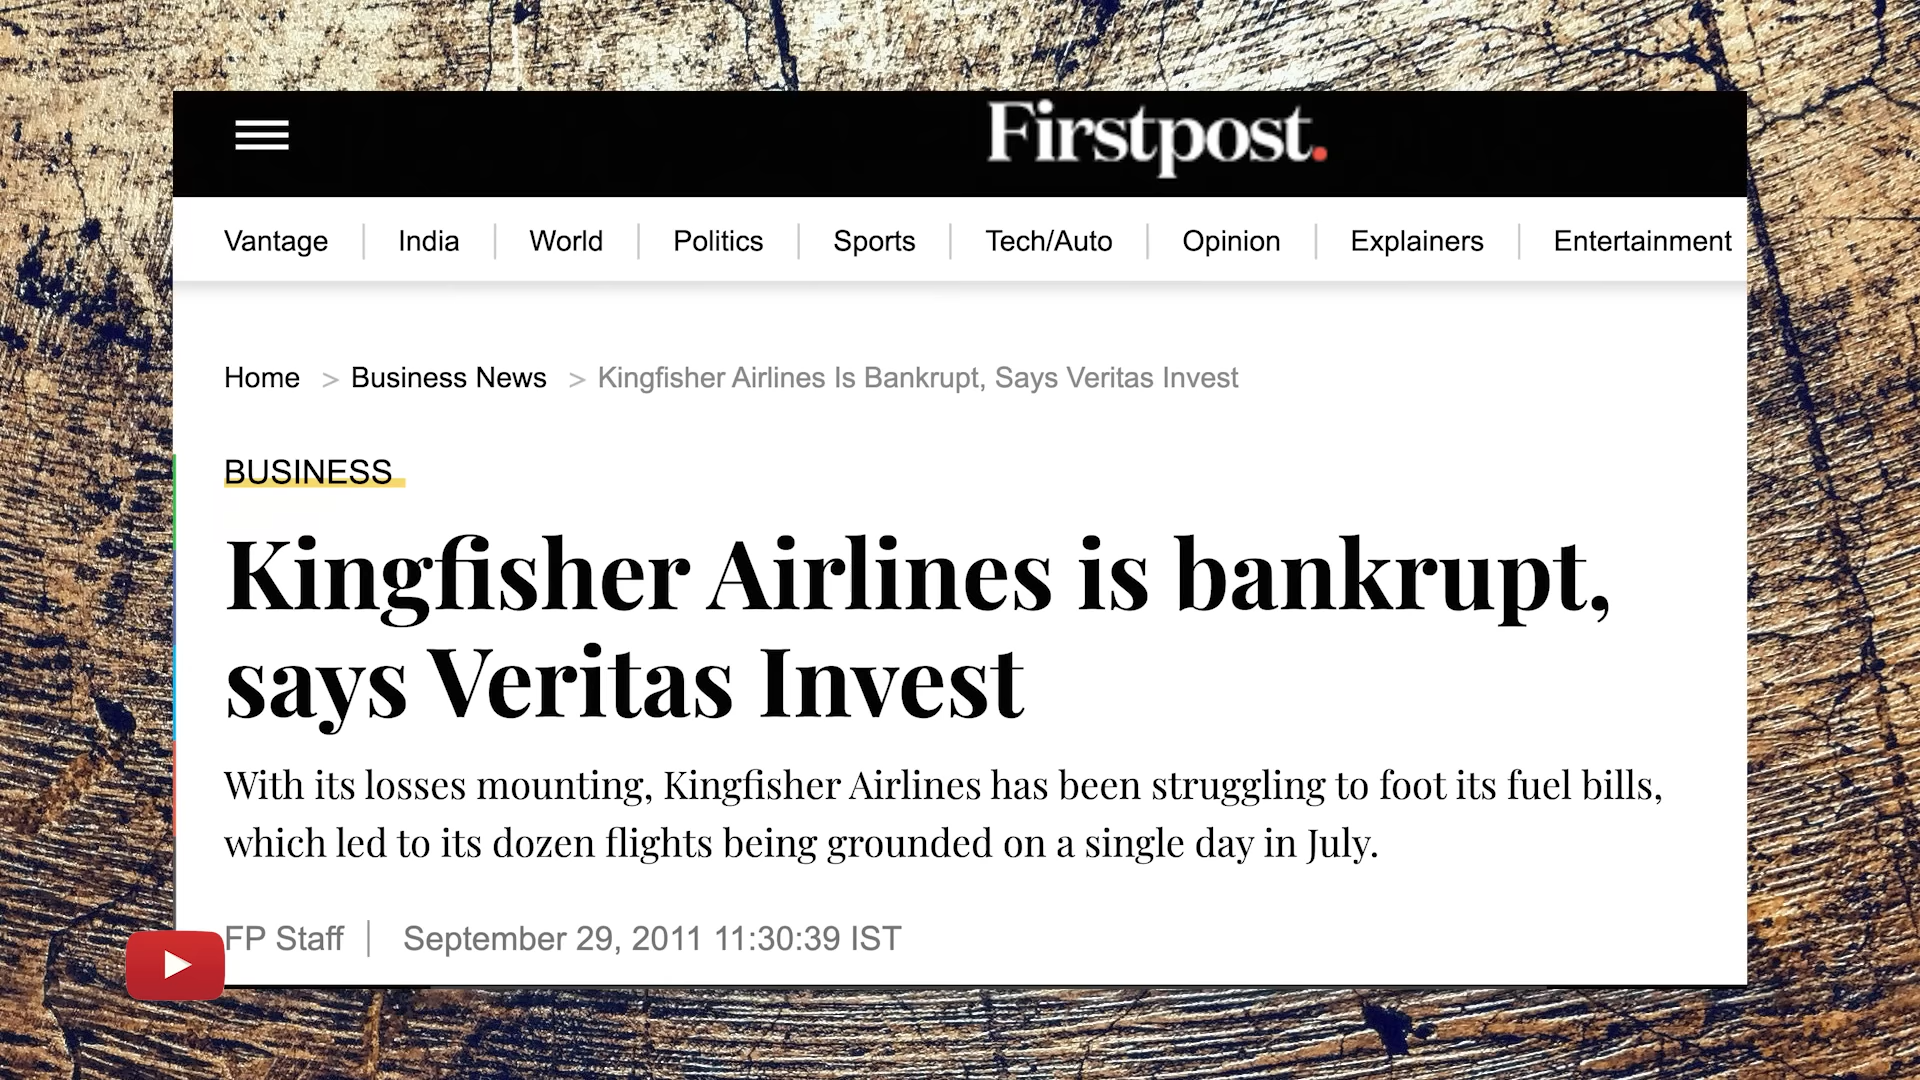 Firstpost.
Vantage
India
World
Politics
Sports
Tech/Auto
Opinion
Explainers
Entertainment
Home > Business News > Kingfisher Airlines Is Bankrupt, Says Veritas Invest
BUSINESS
Kingfisher Airlines is bankrupt,
says Veritas Invest
With its losses mounting, Kingfisher Airlines has been struggling to foot its fuel bills,
which led to its dozen flights being grounded on a single day in July.
FP Staff | September 29, 2011 11:30:39 IST